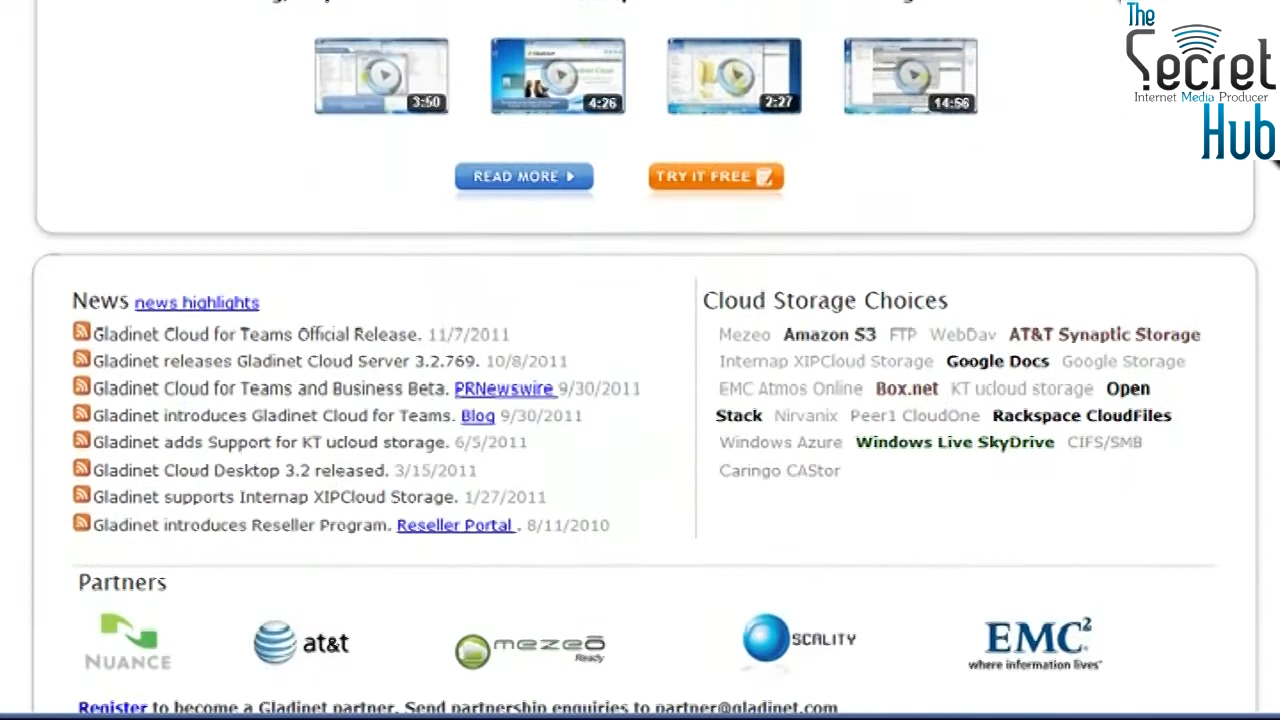 The
Secret
Internet Media Producer
Hub
3:50
4:26
2:27
14:56
READ MORE
TRY IT FREE
News news highlights
Gladinet Cloud for Teams Official Release. 11/7/2011
Gladinet releases Gladinet Cloud Server 3.2.769. 10/8/2011
Gladinet Cloud for Teams and Business Beta. PRNewswire 9/30/2011
Gladinet introduces Gladinet Cloud for Teams. Blog 9/30/2011
Gladinet adds Support for KT ucloud storage. 6/5/2011
Gladinet Cloud Desktop 3.2 released. 3/15/2011
Gladinet supports Internap XIPCloud Storage. 1/27/2011
Gladinet introduces Reseller Program. Reseller Portal . 8/11/2010
Cloud Storage Choices
Mezeo Amazon S3 FTP WebDav AT&T Synaptic Storage
Internap XIPCloud Storage Google Docs Google Storage
EMC Atmos Online Box.net KT ucloud storage Open
Stack Nirvanix Peer1 CloudOne Rackspace CloudFiles
Windows Azure Windows Live SkyDrive CIFS/SMB
Caringo CAStor
Partners
NUANCE
at&t
mezeo
Ready
SCALITY
EMC²
where information lives®
Register to become a Gladinet partner. Send partnership enquiries to partner@gladinet.com